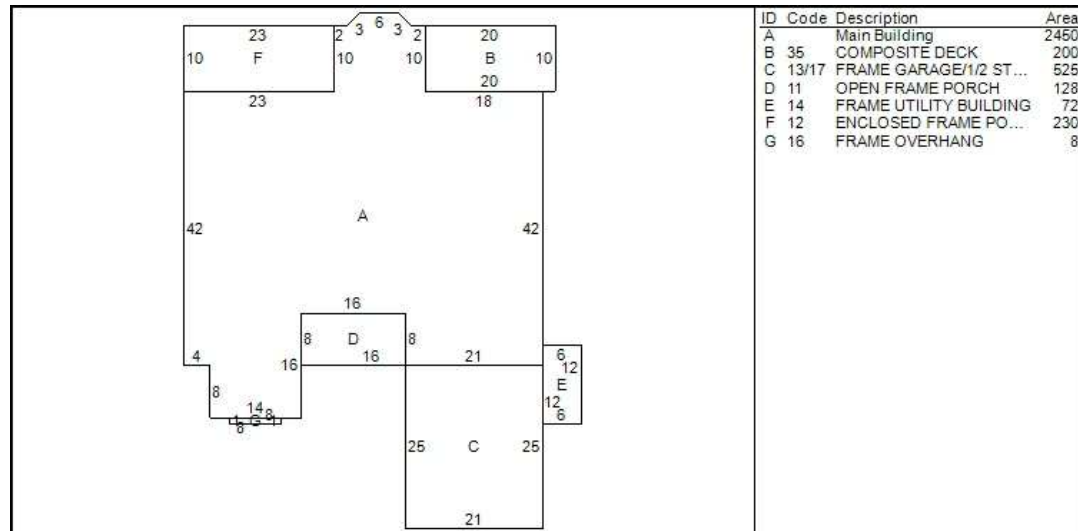 6
3 3
23 2 2 20
10 F 10 10 B 10
20
23 18
A
42 42
16
8 D 8
4 16 16 21 6
12
8 E
14 12
1 8 1 6
G
8
25 C 25
21
ID Code Description Area
A Main Building 2450
B 35 COMPOSITE DECK 200
C 13/17 FRAME GARAGE/1/2 ST... 525
D 11 OPEN FRAME PORCH 128
E 14 FRAME UTILITY BUILDING 72
F 12 ENCLOSED FRAME PO... 230
G 16 FRAME OVERHANG 8